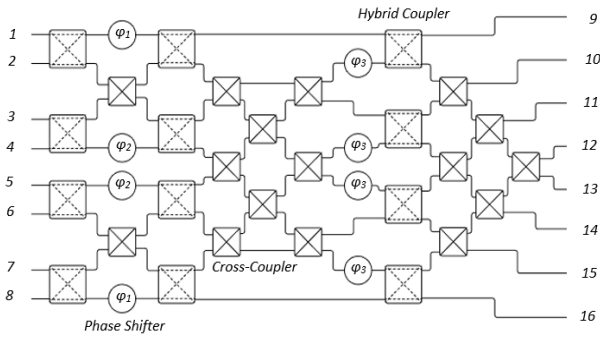 Hybrid Coupler
1
φ1
9
2
φ3
10
3
11
4
φ2
φ3
12
5
φ2
φ3
13
6
14
7
Cross-Coupler
φ3
15
8
φ1
16
Phase Shifter